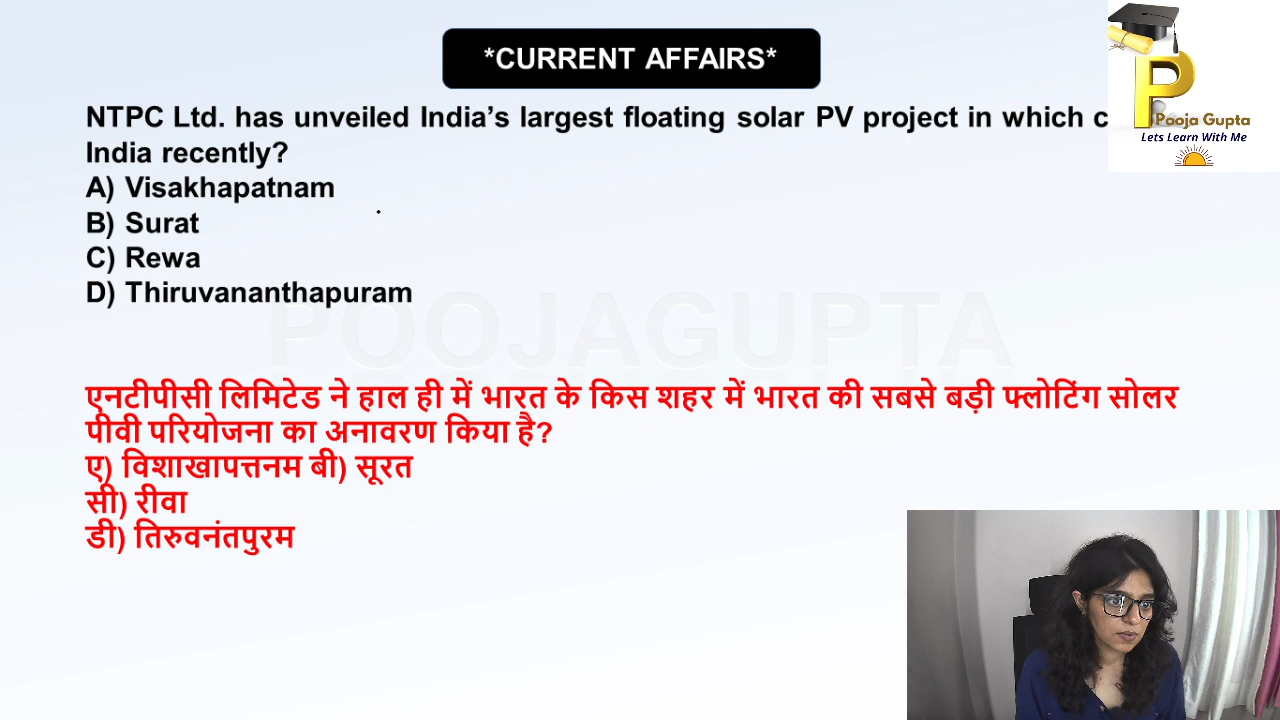 *CURRENT AFFAIRS*
NTPC Ltd. has unveiled India's largest floating solar PV project in which
India recently?
A) Visakhapatnam
B) Surat
C) Rewa
D) Thiruvananthapuram
POOJAGUPTA
एनटीपीसी लिमिटेड ने हाल ही में भारत के किस शहर में भारत की सबसे बड़ी फ्लोटिंग सोलर
पीवी परियोजना का अनावरण किया है?
ए) विशाखापत्तनम बी) सूरत
सी) रीवा
डी) तिरुवनंतपुरम
P
Pooja Gupta
Lets Learn With Me